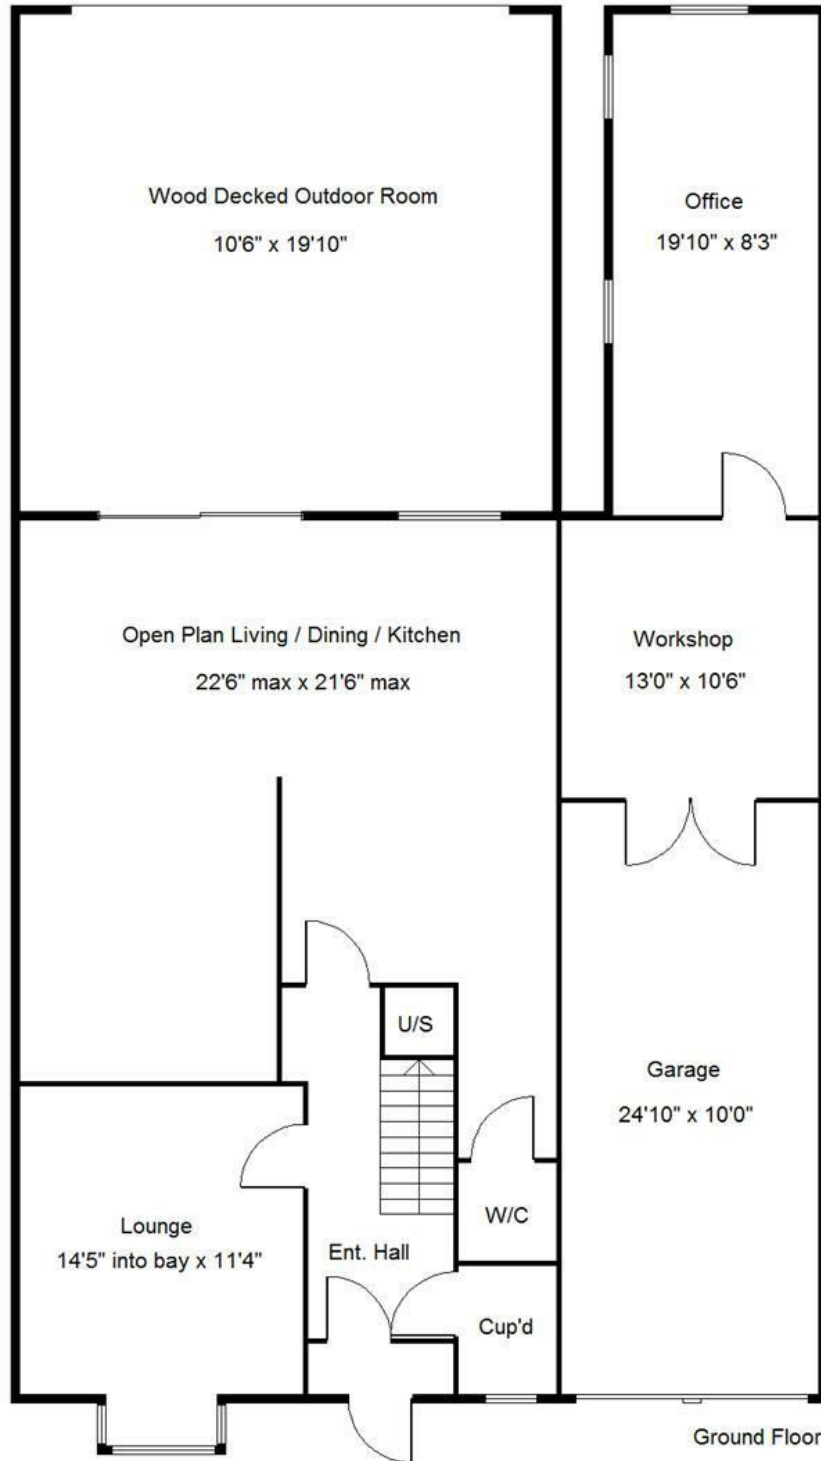 Wood Decked Outdoor Room
10'6" x 19'10"
Office
19'10" x 8'3"
Open Plan Living / Dining / Kitchen
22'6" max x 21'6" max
Workshop
13'0" x 10'6"
U/S
Garage
24'10" x 10'0"
Lounge
14'5" into bay x 11'4"
Ent. Hall
W/C
Cup'd
Ground Floor